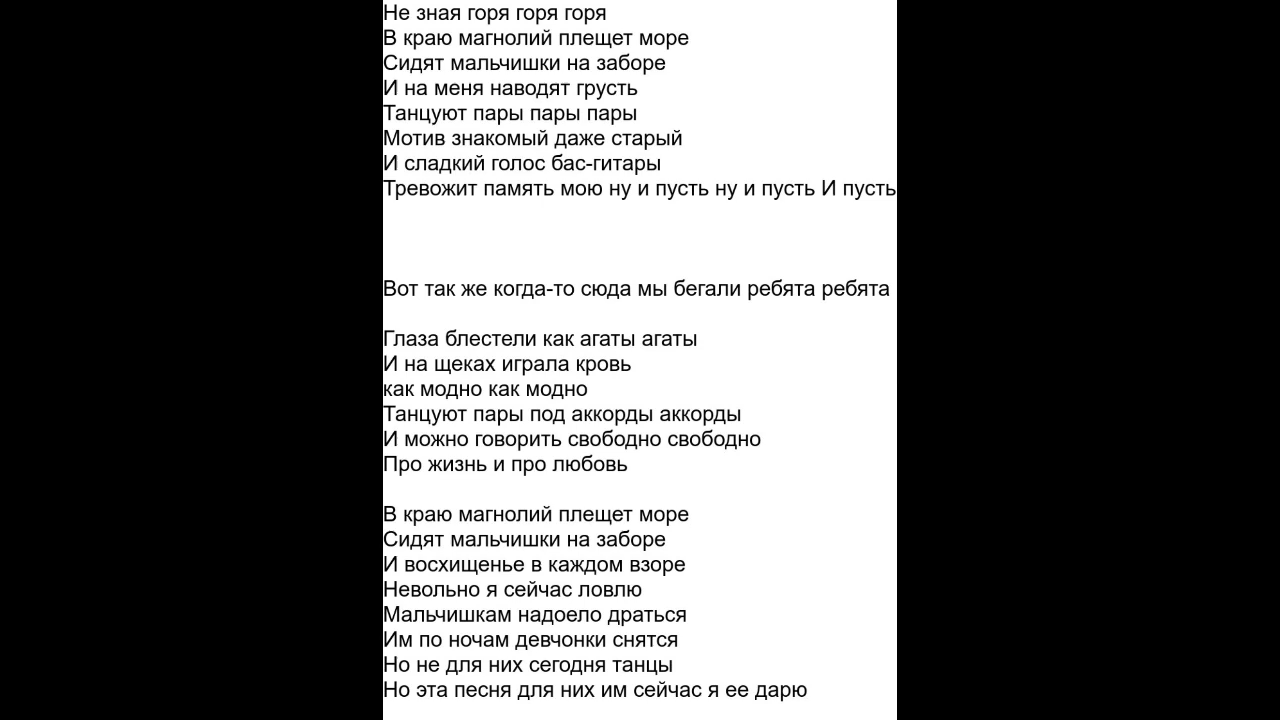 Не зная горя горя горя
В краю магнолий плещет море
Сидят мальчишки на заборе
И на меня наводят грусть
Танцуют пары пары пары
Мотив знакомый даже старый
И сладкий голос бас-гитары
Тревожит память мою ну и пусть ну и пусть И пусть
Вот так же когда-то сюда мы бегали ребята ребята
Глаза блестели как агаты агаты
И на щеках играла кровь
как модно как модно
Танцуют пары под аккорды аккорды
И можно говорить свободно свободно
Про жизнь и про любовь
В краю магнолий плещет море
Сидят мальчишки на заборе
И восхищенье в каждом взоре
Невольно я сейчас ловлю
Мальчишкам надоело драться
Им по ночам девчонки снятся
Но не для них сегодня танцы
Но эта песня для них им сейчас я ее дарю